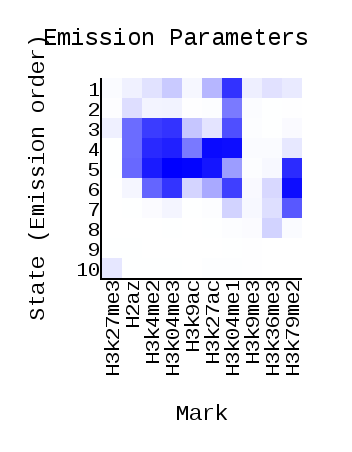 Emission Parameters
State (Emission order)
1
2
3
4
5
6
7
8
9
10
H3k27me3
H2az
H3k4me2
H3k04me3
H3k9ac
H3k27ac
H3k04me1
H3k9me3
H3k36me3
H3k79me2
Mark